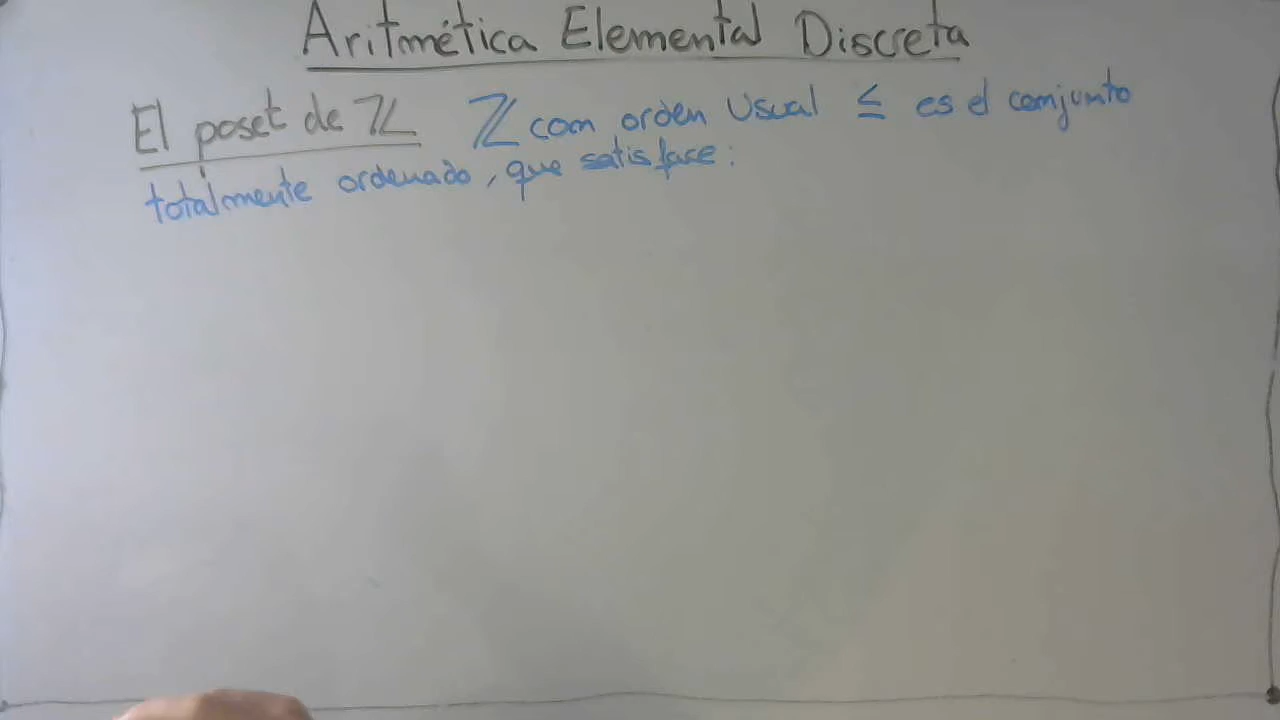 Aritmética Elemental Discreta
El poset de ℤ ℤ con orden usual ≤ es el conjunto
totalmente ordenado, que satisface: